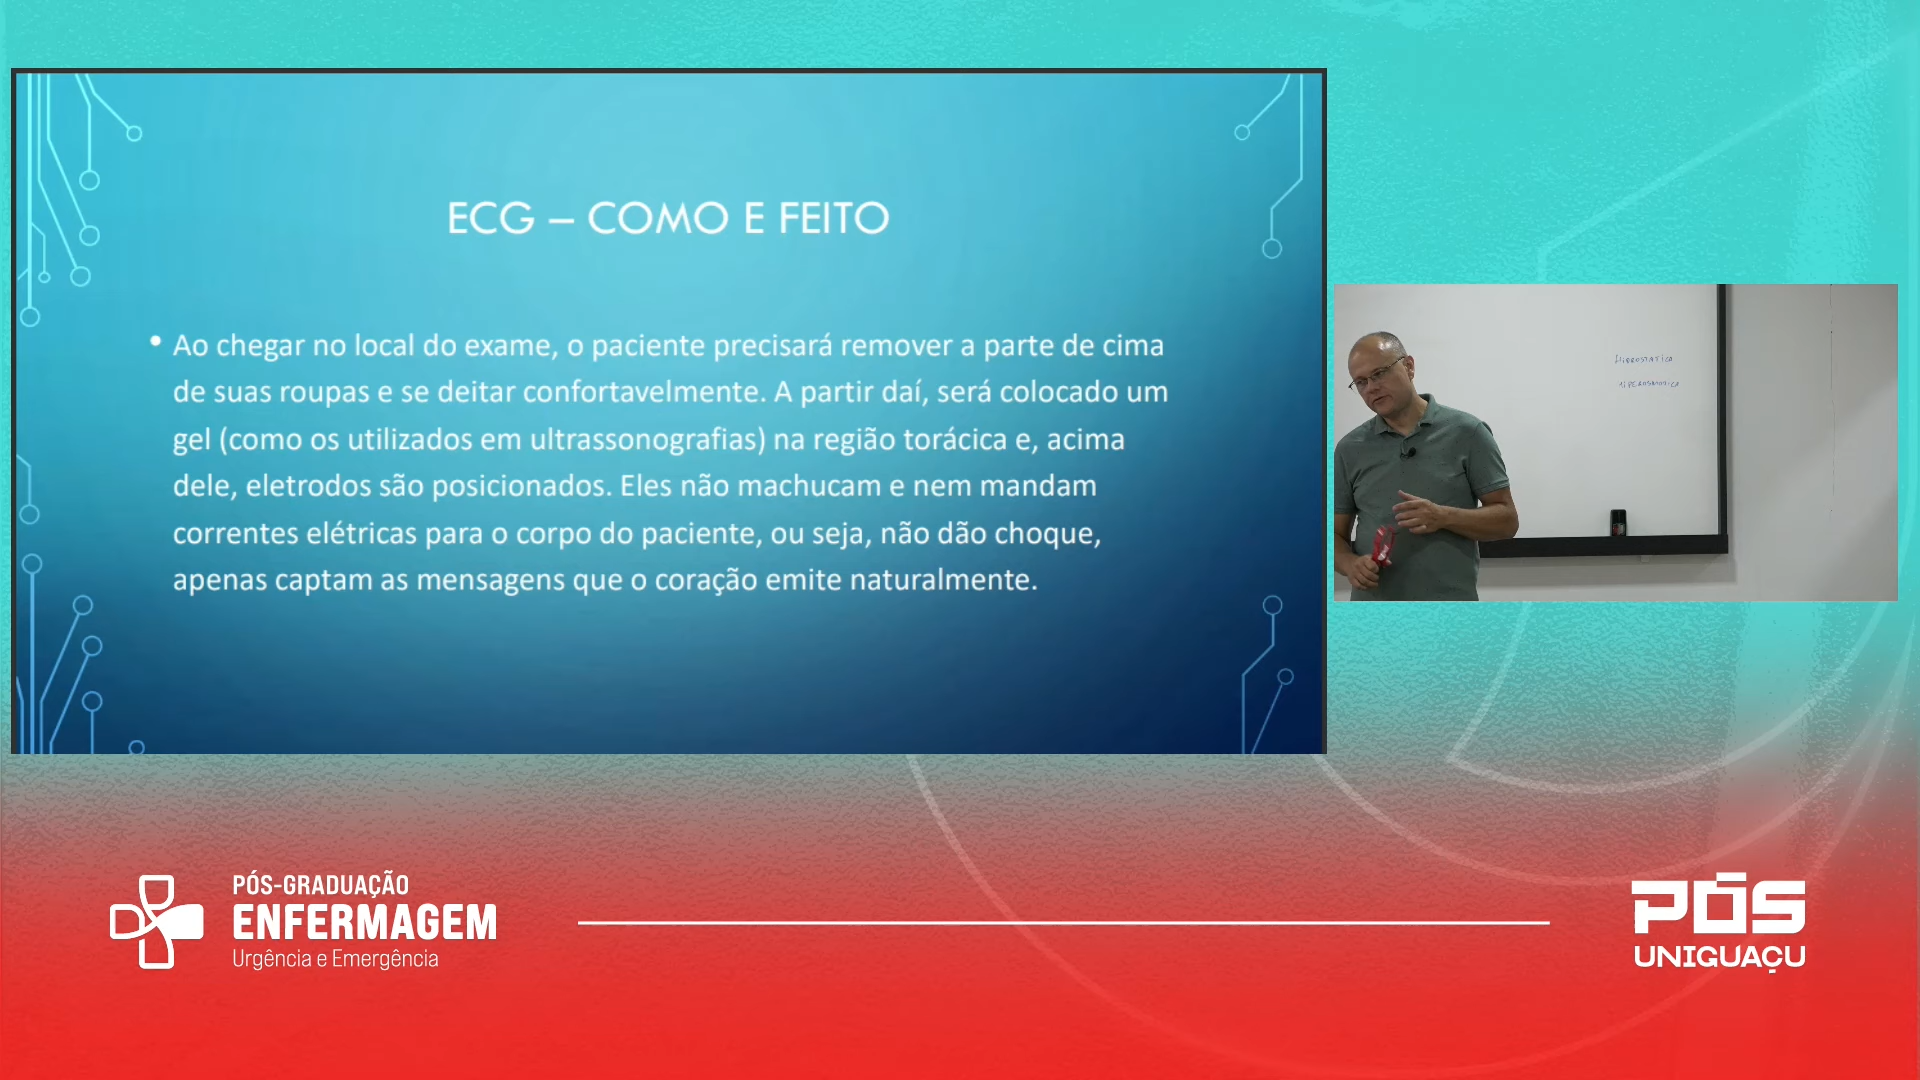 ECG – COMO E FEITO
• Ao chegar no local do exame, o paciente precisará remover a parte de cima
de suas roupas e se deitar confortavelmente. A partir daí, será colocado um
gel (como os utilizados em ultrassonografias) na região torácica e, acima
dele, eletrodos são posicionados. Eles não machucam e nem mandam
correntes elétricas para o corpo do paciente, ou seja, não dão choque,
apenas captam as mensagens que o coração emite naturalmente.
PÓS-GRADUAÇÃO
ENFERMAGEM
Urgência e Emergência
PÓS
UNIGUAÇU